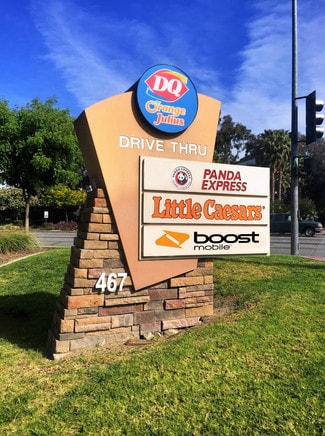 DQ
Orange
Julius
DRIVE THRU
PANDA
EXPRESS
Little Caesars
boost
mobile
467